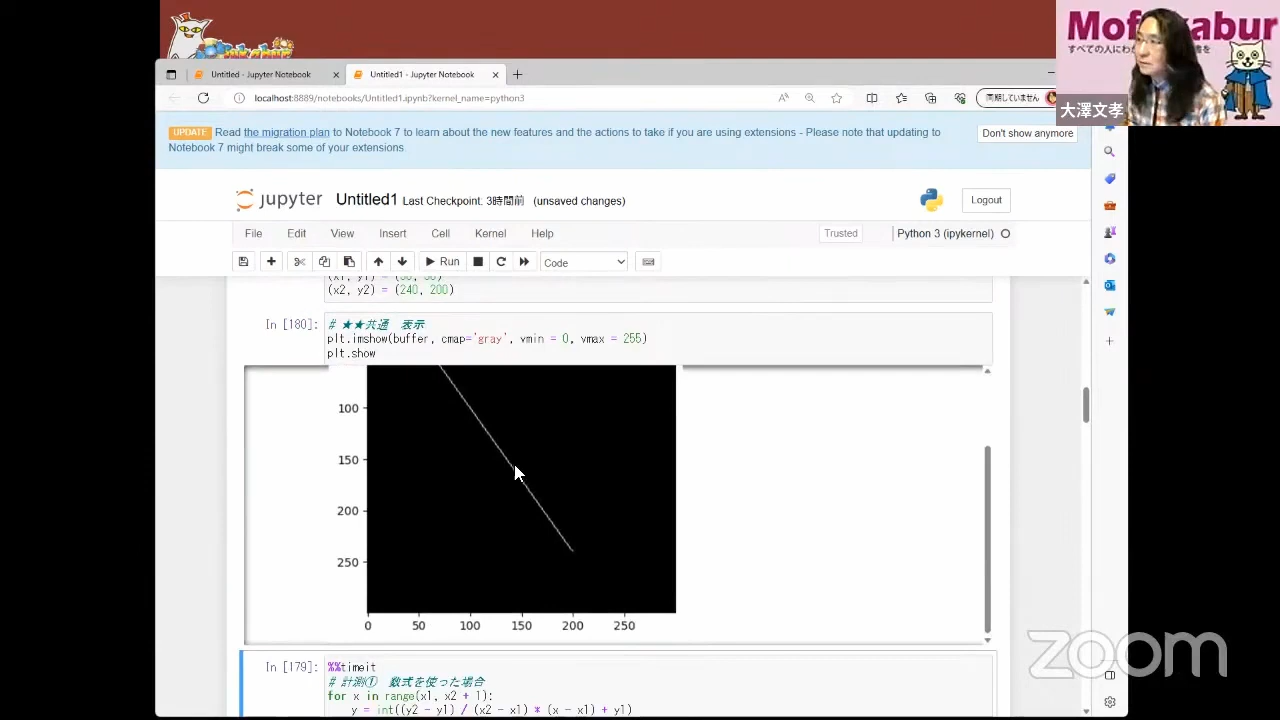 Untitled - Jupyter Notebook
Untitled1 - Jupyter Notebook
localhost:8889/notebooks/Untitled1.ipynb?kernel_name=python3
同期していません
大澤文孝
UPDATE Read the migration plan to Notebook 7 to learn about the new features and the actions to take if you are using extensions - Please note that updating to
Notebook 7 might break some of your extensions.
Don't show anymore
jupyter Untitled1 Last Checkpoint: 3時間前 (unsaved changes)
Logout
File Edit View Insert Cell Kernel Help
Trusted
Python 3 (ipykernel)
Run
Code
(x2, y2) = (240, 200)
In [180]:
# ★★共通 表示
plt.imshow(buffer, cmap='gray', vmin = 0, vmax = 255)
plt.show
100
150
200
250
0 50 100 150 200 250
In [179]:
%%timeit
# 計測① 数式を使った場合
for x in range(x1, x2 + 1):
y = int((y2 - y1) / (x2 - x1) * (x - x1) + y1)
zoom